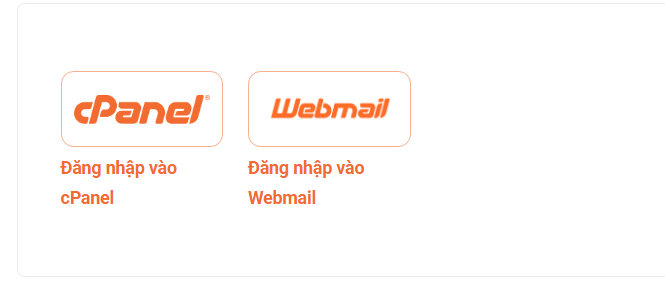 cPanel®
Webmail
Đăng nhập vào
cPanel
Đăng nhập vào
Webmail